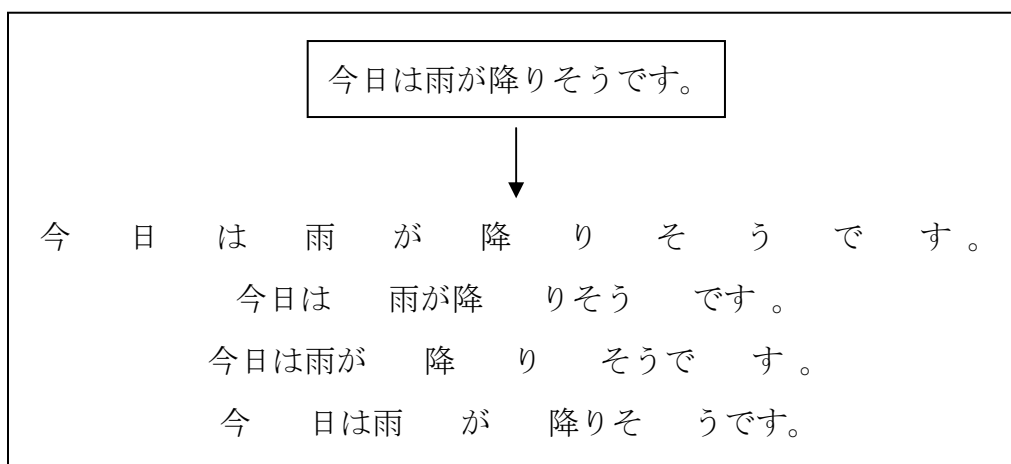 今日は雨が降りそうです。
今 日 は 雨 が 降 り そ う で す 。
今日は 雨が降 りそう です 。
今日は雨が 降 り そうで す 。
今 日は雨 が 降りそ うです。